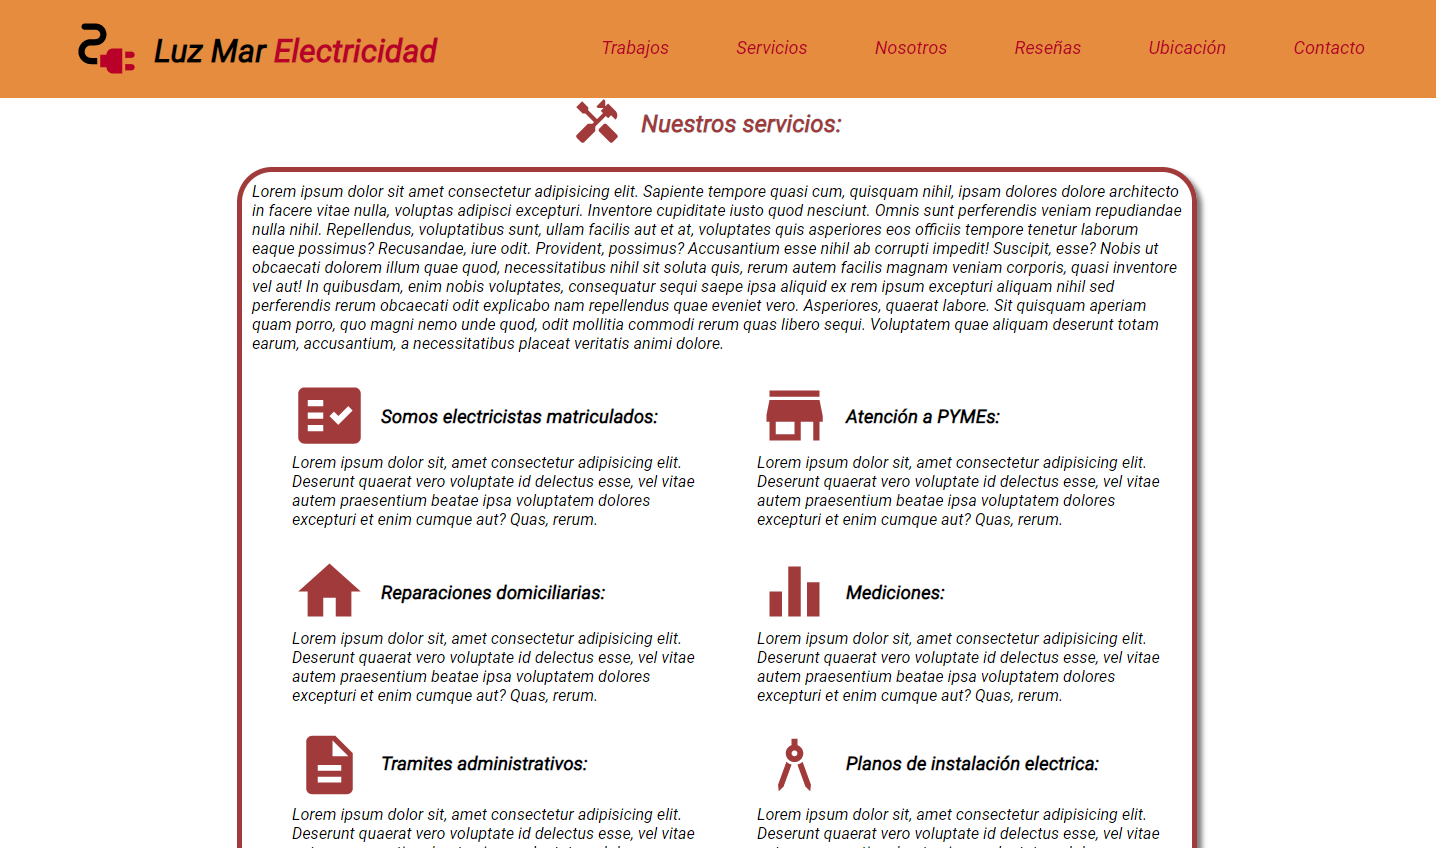 Luz Mar Electricidad
Trabajos Servicios Nosotros Reseñas Ubicación Contacto
Nuestros servicios:
Lorem ipsum dolor sit amet consectetur adipisicing elit. Sapiente tempore quasi cum, quisquam nihil, ipsam dolores dolore architecto
in facere vitae nulla, voluptas adipisci excepturi. Inventore cupiditate iusto quod nesciunt. Omnis sunt perferendis veniam repudiandae
nulla nihil. Repellendus, voluptatibus sunt, ullam facilis aut et at, voluptates quis asperiores eos officiis tempore tenetur laborum
eaque possimus? Recusandae, iure odit. Provident, possimus? Accusantium esse nihil ab corrupti impedit! Suscipit, esse? Nobis ut
obcaecati dolorem illum quae quod, necessitatibus nihil sit soluta quis, rerum autem facilis magnam veniam corporis, quasi inventore
vel aut! In quibusdam, enim nobis voluptates, consequatur sequi saepe ipsa aliquid ex rem ipsum excepturi aliquam nihil sed
perferendis rerum obcaecati odit explicabo nam repellendus quae eveniet vero. Asperiores, quaerat labore. Sit quisquam aperiam
quam porro, quo magni nemo unde quod, odit mollitia commodi rerum quas libero sequi. Voluptatem quae aliquam deserunt totam
earum, accusantium, a necessitatibus placeat veritatis animi dolore.
Somos electricistas matriculados:
Lorem ipsum dolor sit, amet consectetur adipisicing elit.
Deserunt quaerat vero voluptate id delectus esse, vel vitae
autem praesentium beatae ipsa voluptatem dolores
excepturi et enim cumque aut? Quas, rerum.
Atención a PYMEs:
Lorem ipsum dolor sit, amet consectetur adipisicing elit.
Deserunt quaerat vero voluptate id delectus esse, vel vitae
autem praesentium beatae ipsa voluptatem dolores
excepturi et enim cumque aut? Quas, rerum.
Reparaciones domiciliarias:
Lorem ipsum dolor sit, amet consectetur adipisicing elit.
Deserunt quaerat vero voluptate id delectus esse, vel vitae
autem praesentium beatae ipsa voluptatem dolores
excepturi et enim cumque aut? Quas, rerum.
Mediciones:
Lorem ipsum dolor sit, amet consectetur adipisicing elit.
Deserunt quaerat vero voluptate id delectus esse, vel vitae
autem praesentium beatae ipsa voluptatem dolores
excepturi et enim cumque aut? Quas, rerum.
Tramites administrativos:
Lorem ipsum dolor sit, amet consectetur adipisicing elit.
Deserunt quaerat vero voluptate id delectus esse, vel vitae
Planos de instalación electrica:
Lorem ipsum dolor sit, amet consectetur adipisicing elit.
Deserunt quaerat vero voluptate id delectus esse, vel vitae